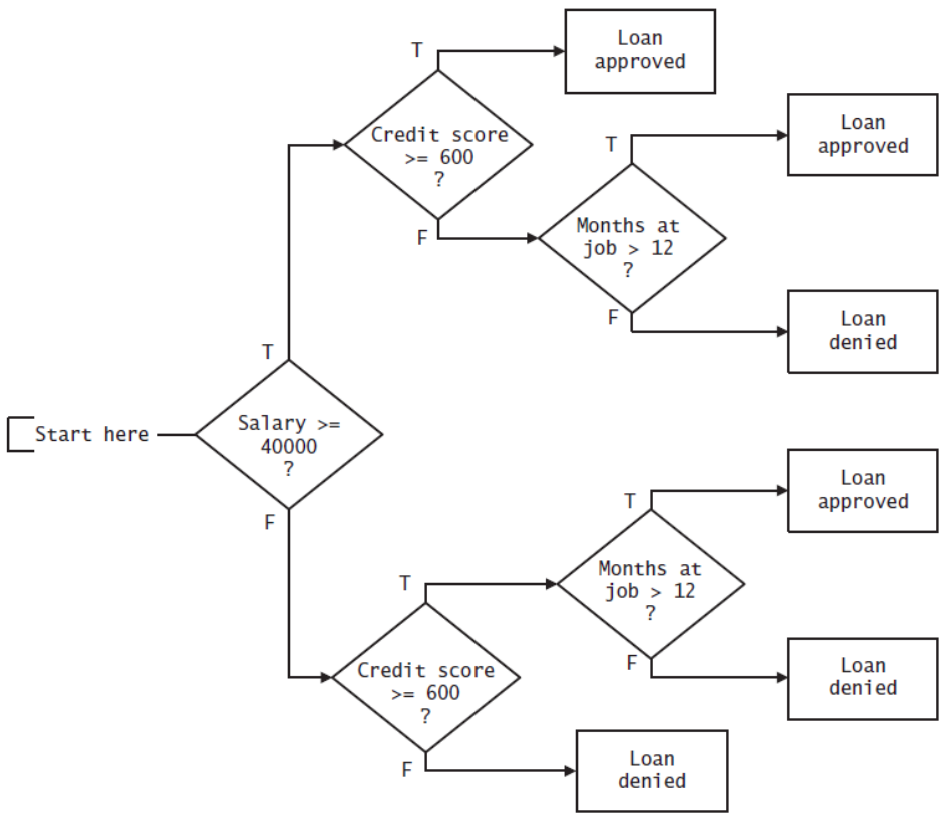 T
Loan
approved
Credit score
>= 600
?
F
T
Loan
approved
Months at
job > 12
?
F
Loan
denied
T
Start here
Salary >=
40000
?
F
T
Loan
approved
Months at
job > 12
?
F
Loan
denied
T
Credit score
>= 600
?
F
Loan
denied